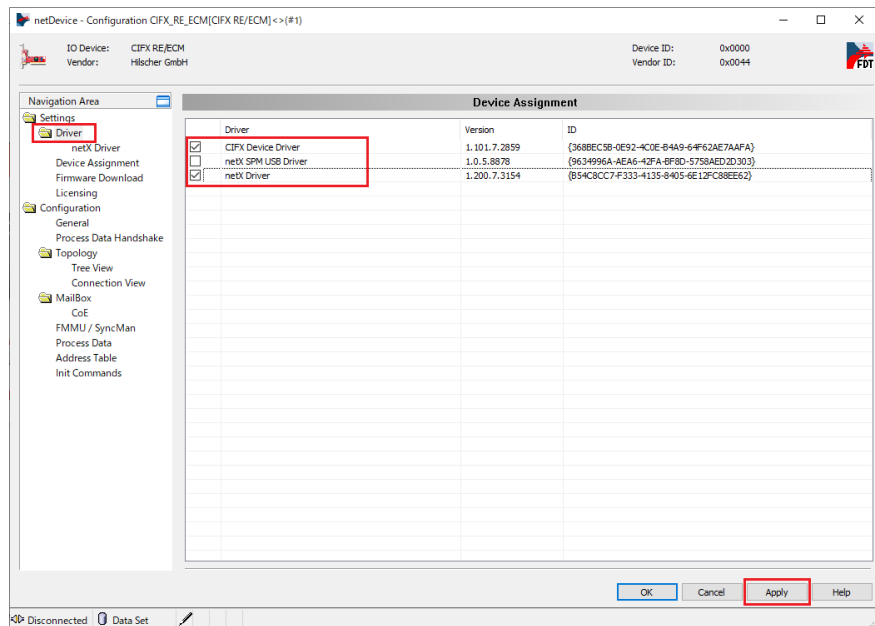 netDevice - Configuration CIFX_RE_ECM[CIFX RE/ECM]<>(#1)
IO Device: CIFX RE/ECM Device ID: 0x0000
Vendor: Hilscher GmbH Vendor ID: 0x0044
FDT
Navigation Area
Device Assignment
Settings
Driver
netX Driver
Device Assignment
Firmware Download
Licensing
Configuration
General
Process Data Handshake
Topology
Tree View
Connection View
MailBox
CoE
FMMU / SyncMan
Process Data
Address Table
Init Commands
Driver Version ID
CIFX Device Driver 1.101.7.2859 {368BEC5B-0E92-4C0E-B4A9-64F62AE7AAFA}
netX SPM USB Driver 1.0.5.8878 {9634996A-AEA6-42FA-BF8D-5758AED2D303}
netX Driver 1.200.7.3154 {B54C8CC7-F333-4135-8405-6E12FC88EE62}
OK Cancel Apply Help
Disconnected Data Set